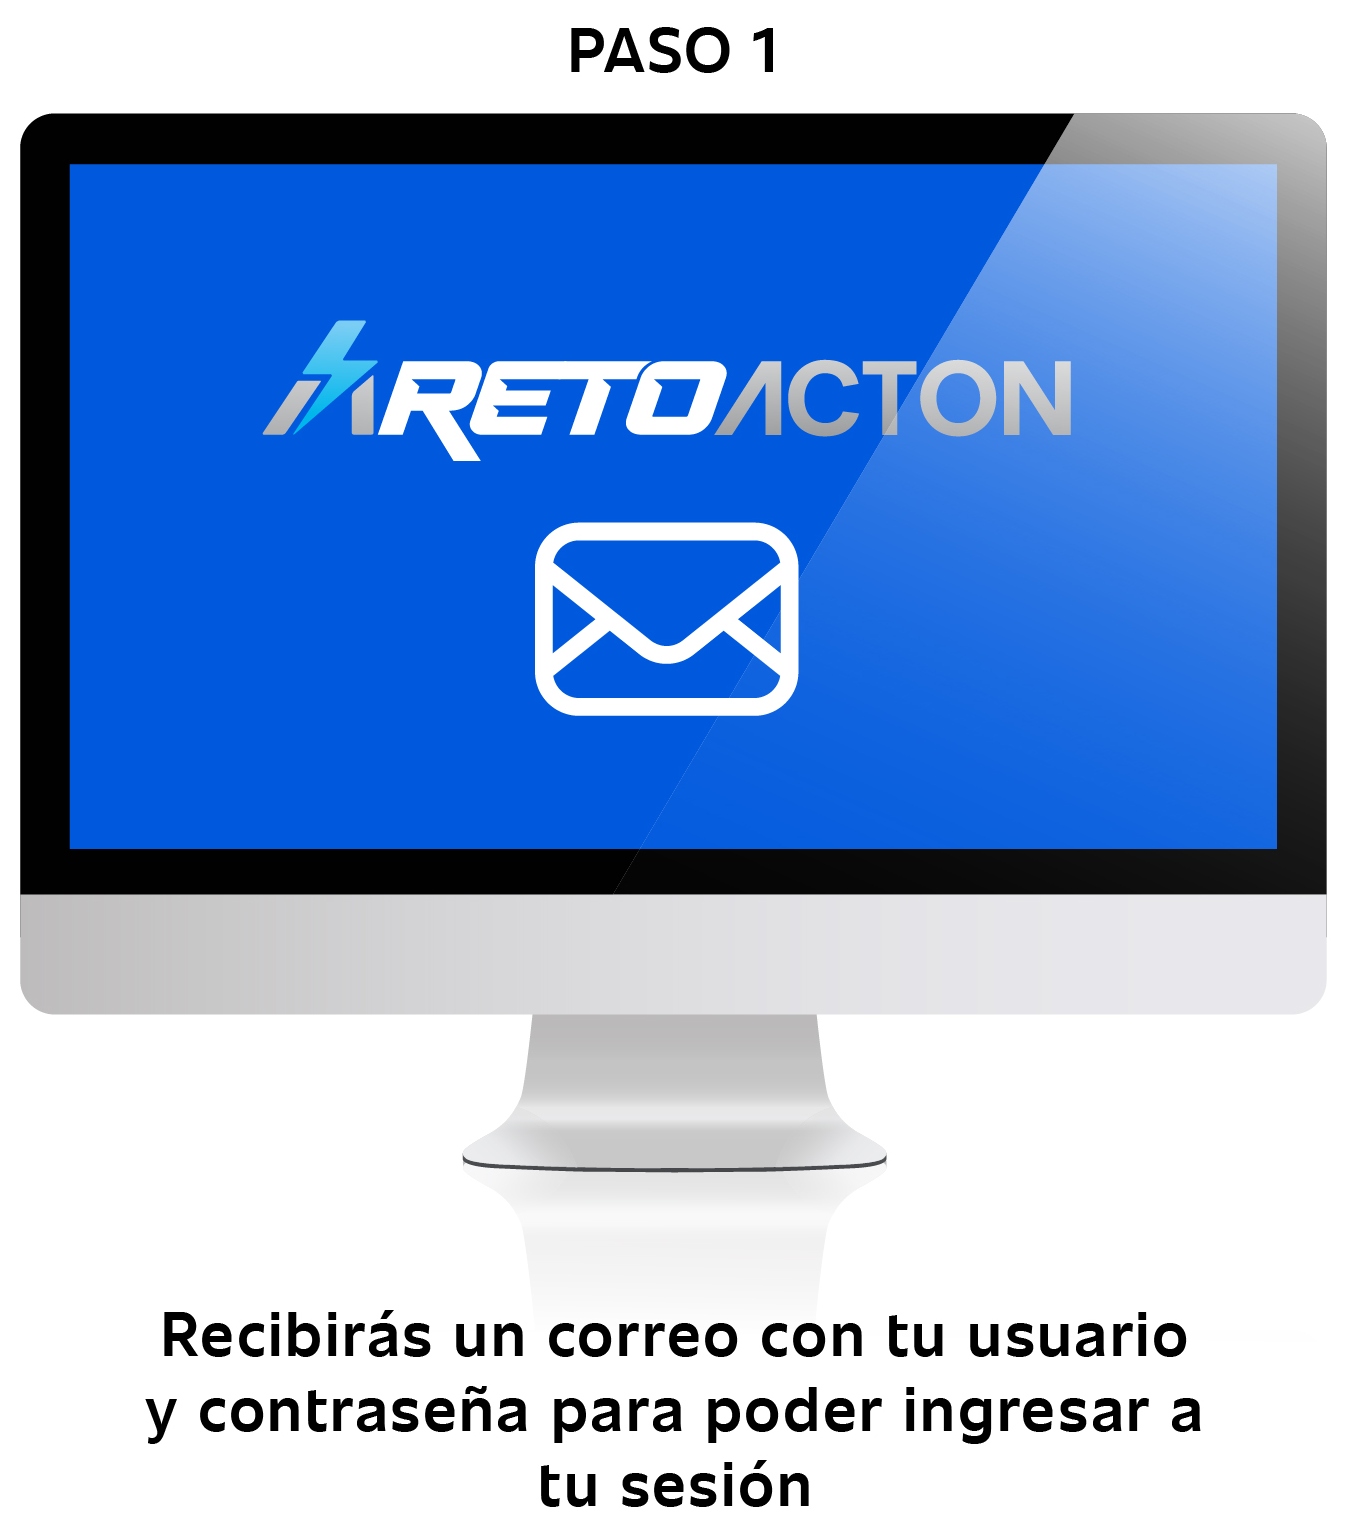 PASO 1
RETOACTON
Recibirás un correo con tu usuario
y contraseña para poder ingresar a
tu sesión